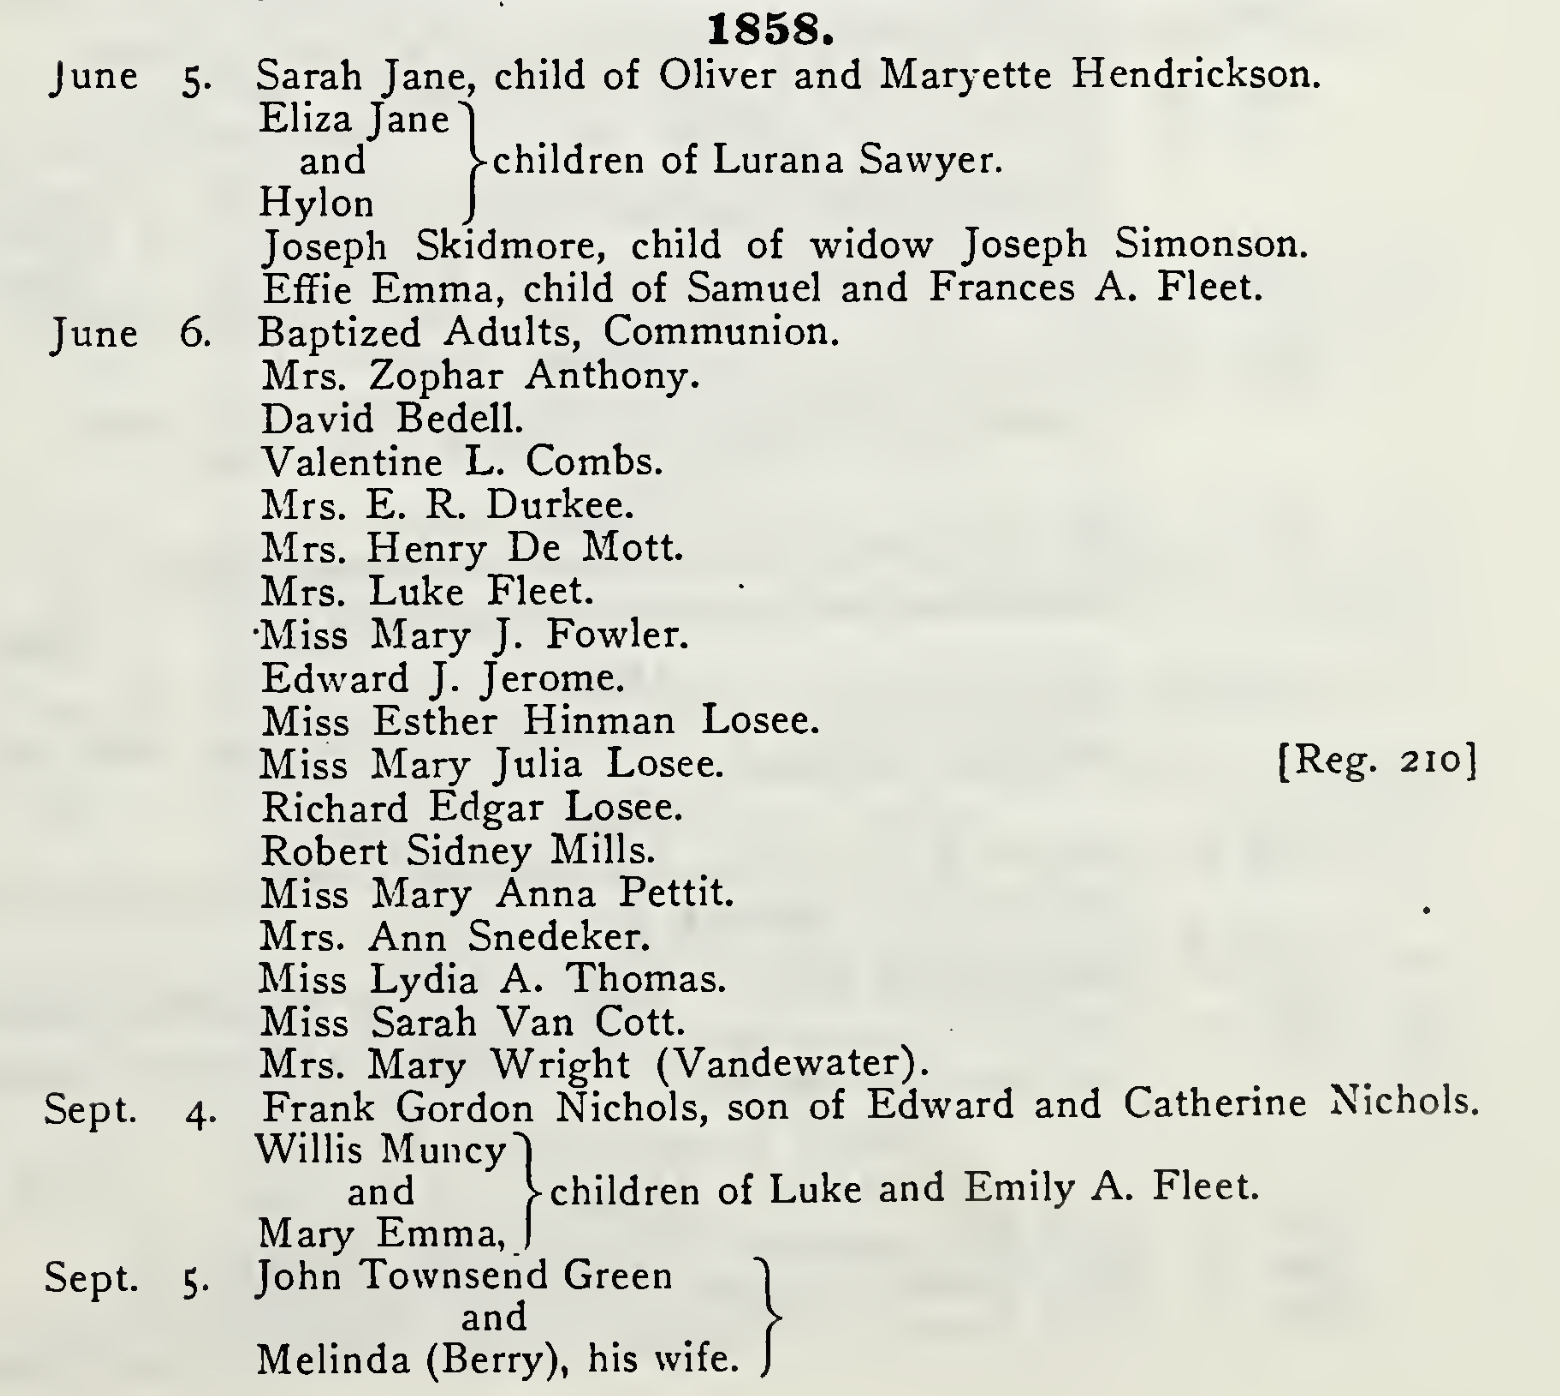 1858.
June 5. Sarah Jane, child of Oliver and Maryette Hendrickson.
Eliza Jane
and
children of Lurana Sawyer.
Hylon
Joseph Skidmore, child of widow Joseph Simonson.
Effie Emma, child of Samuel and Frances A. Fleet.
June 6. Baptized Adults, Communion.
Mrs. Zophar Anthony.
David Bedell.
Valentine L. Combs.
Mrs. E. R. Durkee.
Mrs. Henry De Mott.
Mrs. Luke Fleet.
Miss Mary J. Fowler.
Edward J. Jerome.
Miss Esther Hinman Losee.
Miss Mary Julia Losee. [Reg. 210]
Richard Edgar Losee.
Robert Sidney Mills.
Miss Mary Anna Pettit.
Mrs. Ann Snedeker.
Miss Lydia A. Thomas.
Miss Sarah Van Cott.
Mrs. Mary Wright (Vandewater).
Sept. 4. Frank Gordon Nichols, son of Edward and Catherine Nichols.
Willis Muncy
and
children of Luke and Emily A. Fleet.
Mary Emma,
Sept. 5. John Townsend Green
and
Melinda (Berry), his wife.